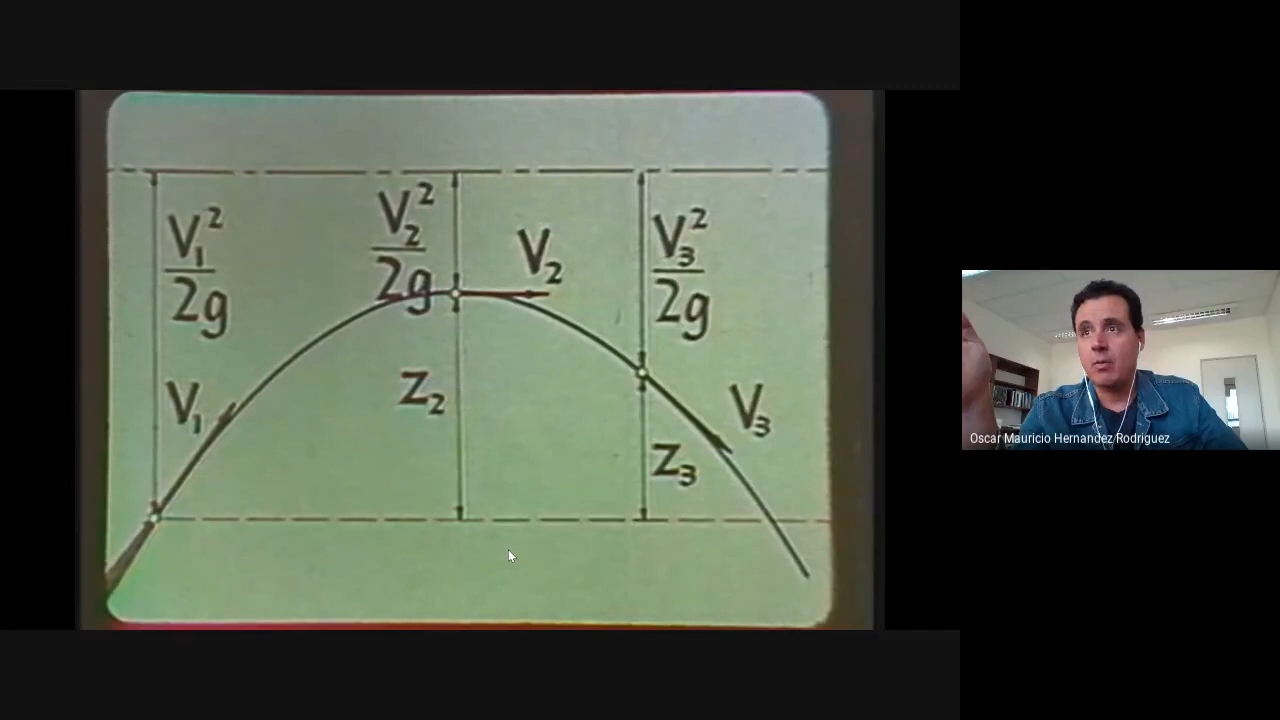 V₁²
2g
V₂²
2g
V₂
V₃²
2g
V₁
Z₂
V₃
Z₃
Oscar Mauricio Hernandez Rodriguez